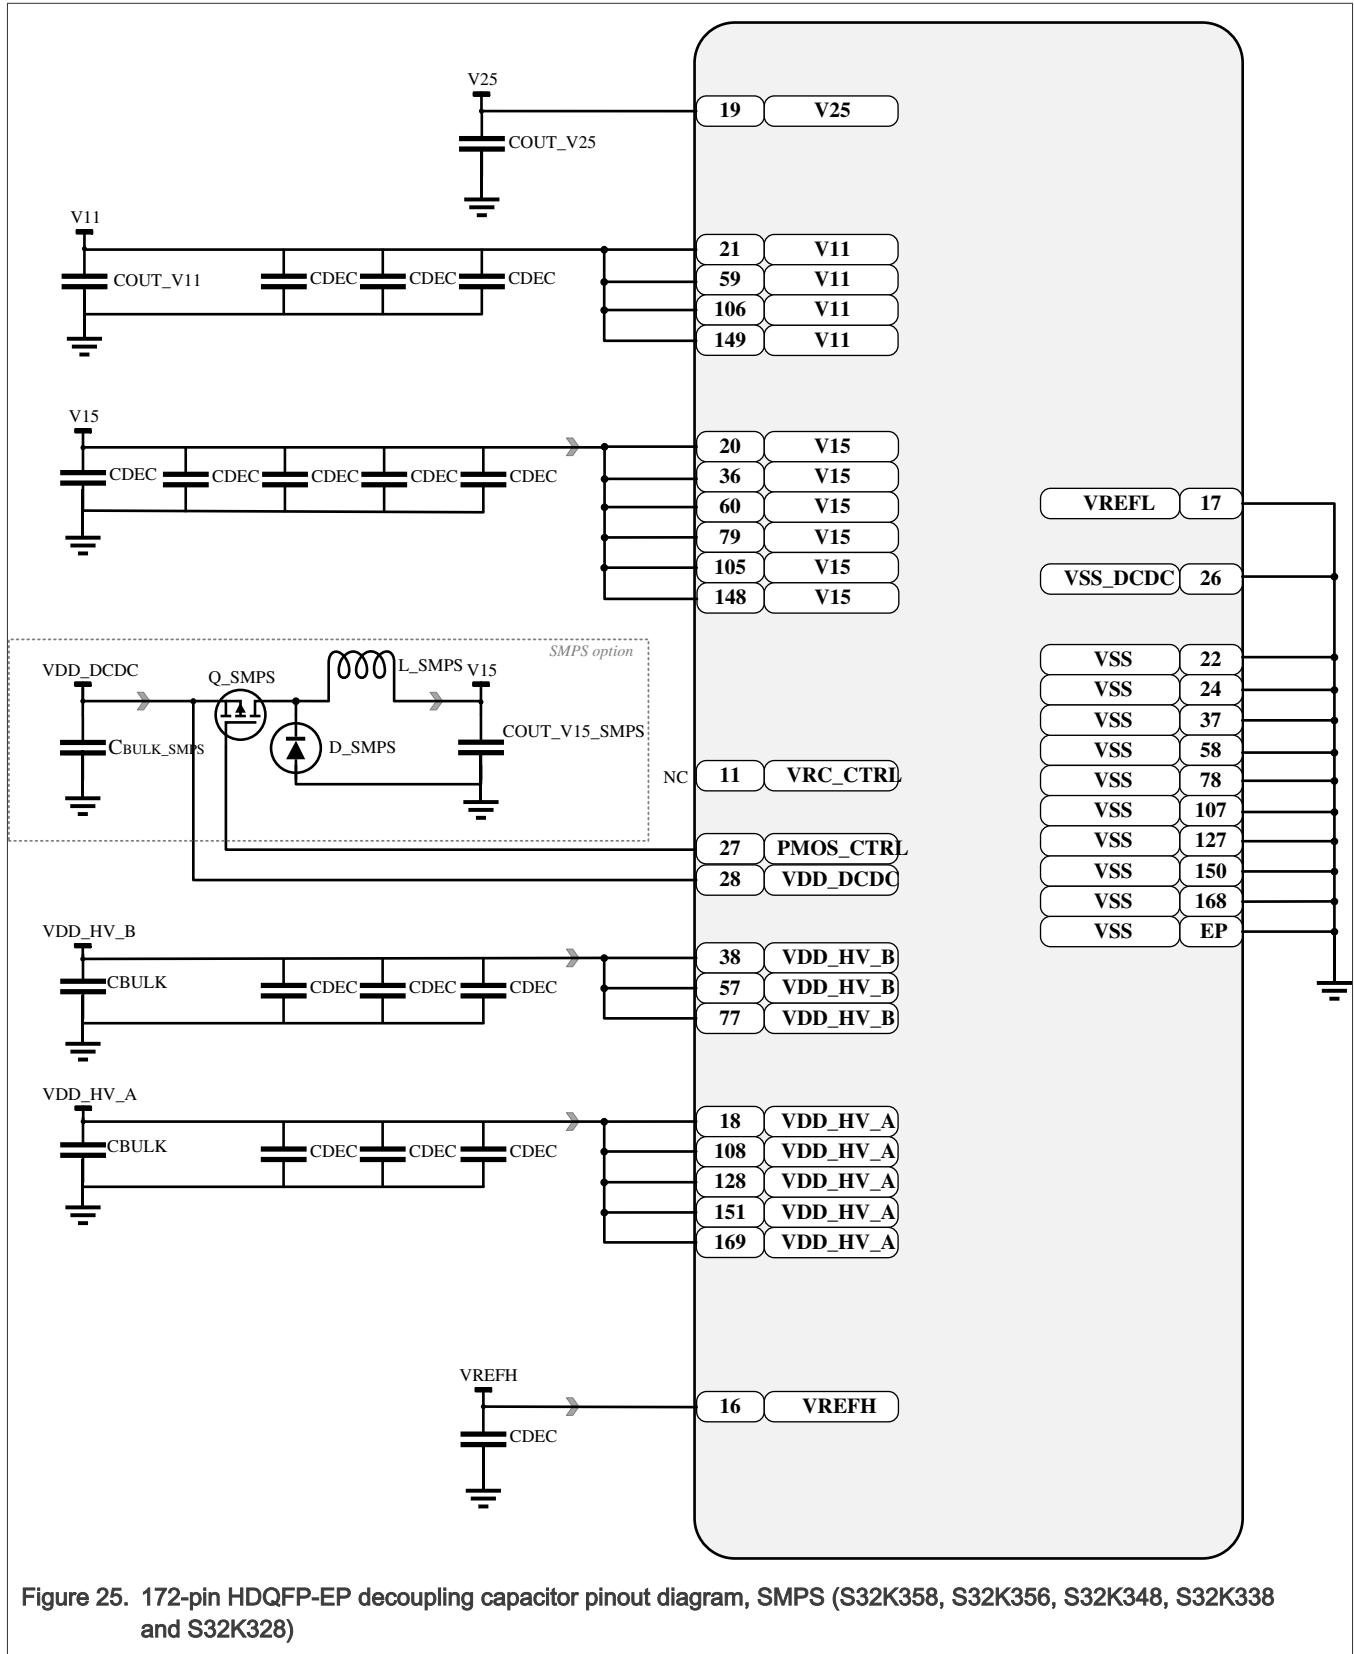 V25
19 V25
COUT_V25
V11
21 V11
COUT_V11 CDEC CDEC CDEC
59 V11
106 V11
149 V11
V15
20 V15
CDEC CDEC CDEC CDEC CDEC
36 V15
60 V15
79 V15
105 V15
148 V15
VREFL 17
VSS_DCDC 26
SMPS option
VDD_DCDC
Q_SMPS
L_SMPS
V15
CBULK_SMPS
D_SMPS
COUT_V15_SMPS
NC 11 VRC_CTRL
27 PMOS_CTRL
28 VDD_DCDC
VSS 22
VSS 24
VSS 37
VSS 58
VSS 78
VSS 107
VSS 127
VSS 150
VSS 168
VSS EP
VDD_HV_B
38 VDD_HV_B
CBULK CDEC CDEC CDEC
57 VDD_HV_B
77 VDD_HV_B
VDD_HV_A
18 VDD_HV_A
CBULK CDEC CDEC CDEC
108 VDD_HV_A
128 VDD_HV_A
151 VDD_HV_A
169 VDD_HV_A
VREFH
16 VREFH
CDEC
Figure 25. 172-pin HDQFP-EP decoupling capacitor pinout diagram, SMPS (S32K358, S32K356, S32K348, S32K338
and S32K328)